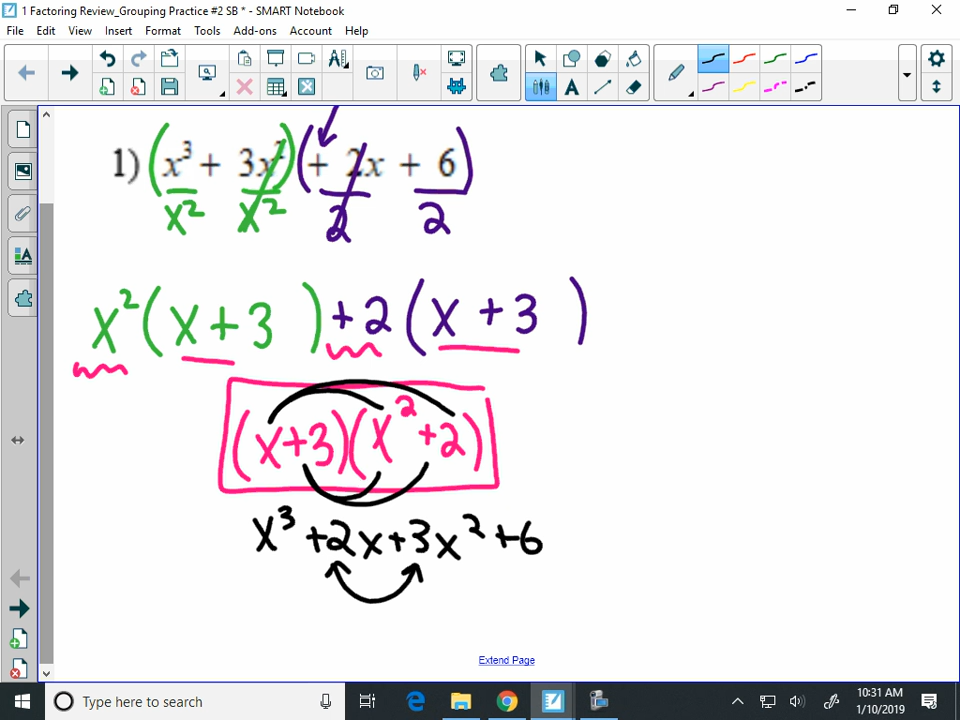 1 Factoring Review_Grouping Practice #2 SB * - SMART Notebook
File Edit View Insert Format Tools Add-ons Account Help
1) (x³ + 3x²) (+ 2x + 6)
x² x² 2 2
x² (x + 3) + 2 (x + 3)
(x + 3)(x² + 2)
x³ + 2x + 3x² + 6
Extend Page
Type here to search
10:31 AM
1/10/2019